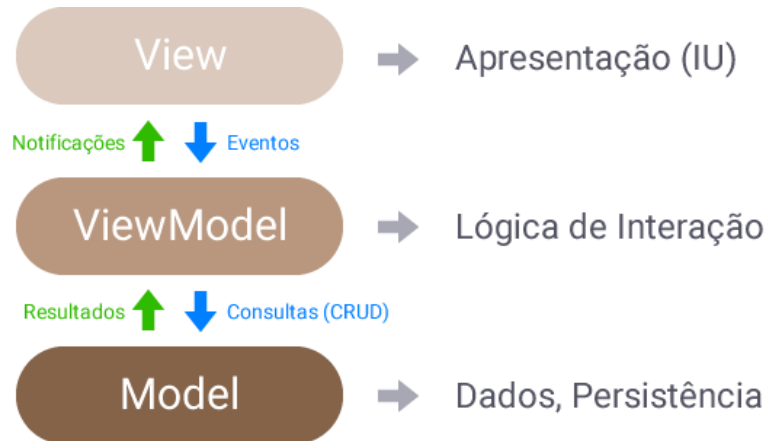 View
Apresentação (IU)
Notificações
Eventos
ViewModel
Lógica de Interação
Resultados
Consultas (CRUD)
Model
Dados, Persistência